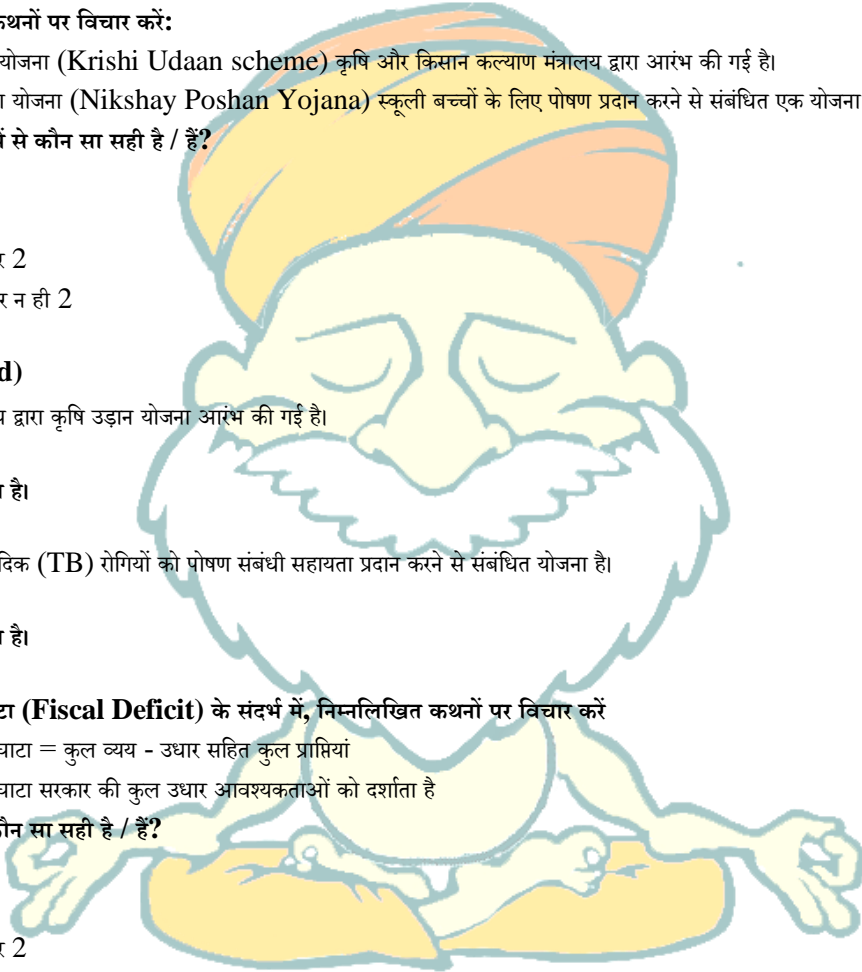 कथनों पर विचार करें:
योजना (Krishi Udaan scheme) कृषि और किसान कल्याण मंत्रालय द्वारा आरंभ की गई है।
योजना (Nikshay Poshan Yojana) स्कूली बच्चों के लिए पोषण प्रदान करने से संबंधित एक योजना
से कौन सा सही है / हैं?
2
न ही 2
d)
द्वारा कृषि उड़ान योजना आरंभ की गई है।
है।
(TB) रोगियों को पोषण संबंधी सहायता प्रदान करने से संबंधित योजना है।
है।
(Fiscal Deficit) के संदर्भ में, निम्नलिखित कथनों पर विचार करें
घाटा = कुल व्यय - उधार सहित कुल प्राप्तियां
घाटा सरकार की कुल उधार आवश्यकताओं को दर्शाता है
कौन सा सही है / हैं?
2